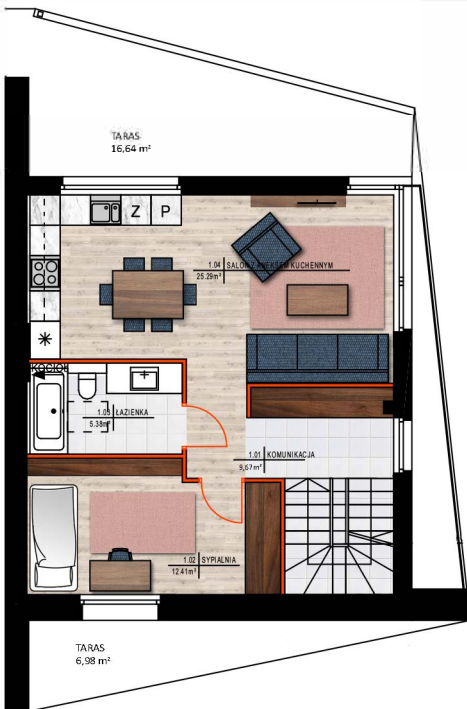 TARAS
16,64 m²
Z P
1.04 SALON Z ANEKSEM KUCHENNYM
25.29m²
KOCIOŁ
1.03 ŁAZIENKA
5.38m²
1.01 KOMUNIKACJA
9,67m²
1.02 SYPIALNIA
12.41m²
TARAS
6,98 m²